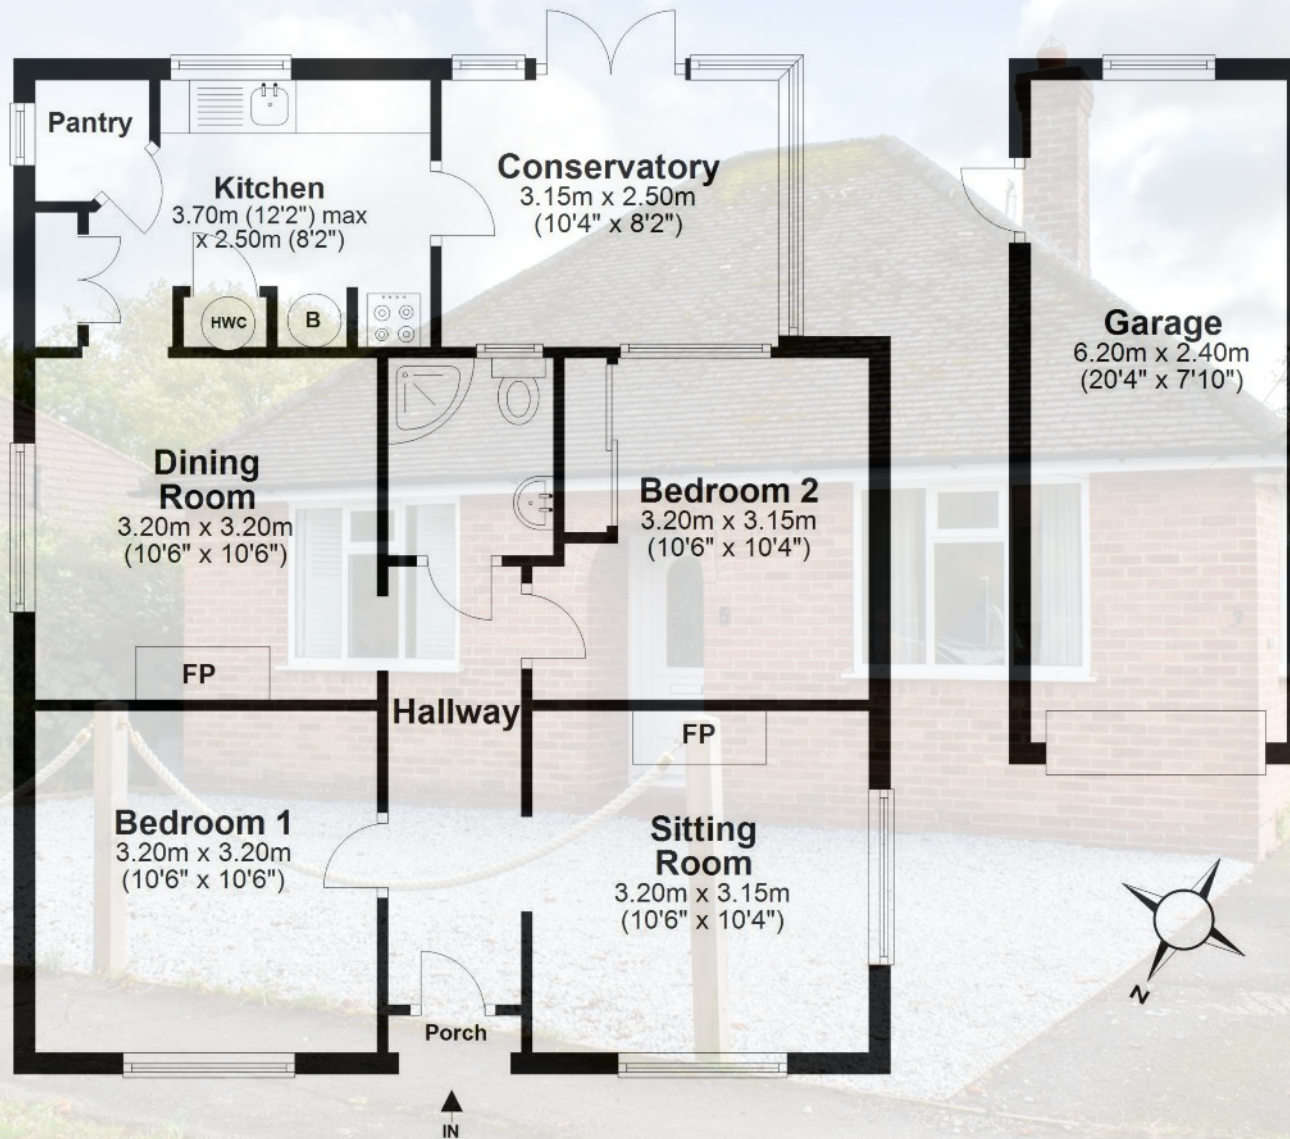 Pantry
Kitchen
3.70m (12'2") max
x 2.50m (8'2")
Conservatory
3.15m x 2.50m
(10'4" x 8'2")
HWC
B
Garage
6.20m x 2.40m
(20'4" x 7'10")
Dining
Room
3.20m x 3.20m
(10'6" x 10'6")
FP
Bedroom 2
3.20m x 3.15m
(10'6" x 10'4")
Hallway
FP
Bedroom 1
3.20m x 3.20m
(10'6" x 10'6")
Sitting
Room
3.20m x 3.15m
(10'6" x 10'4")
Porch
IN
N